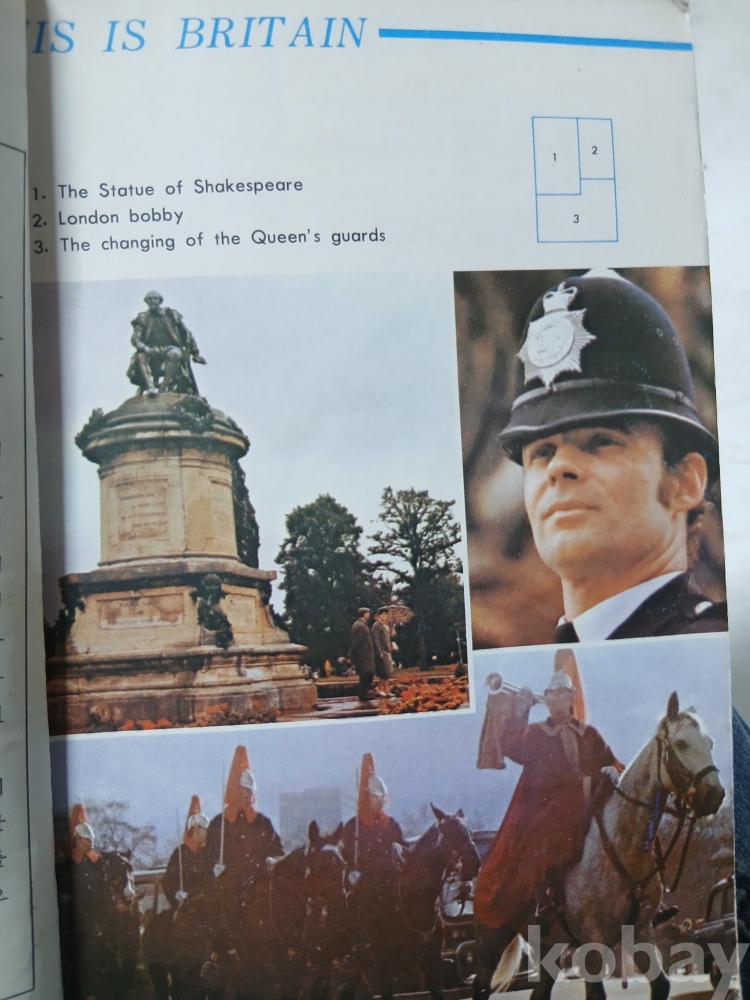 IS IS BRITAIN
1. The Statue of Shakespeare
2. London bobby
3. The changing of the Queen's guards
1
2
3
kobay